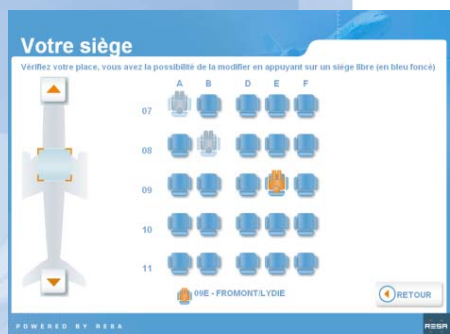 Votre siège
Vérifiez votre place, vous avez la possibilité de la modifier en appuyant sur un siège libre (en bleu foncé)
A B D E F
07
08
09
10
11
09E - FROMONT/LYDIE
RETOUR
POWERED BY RESA
RESA